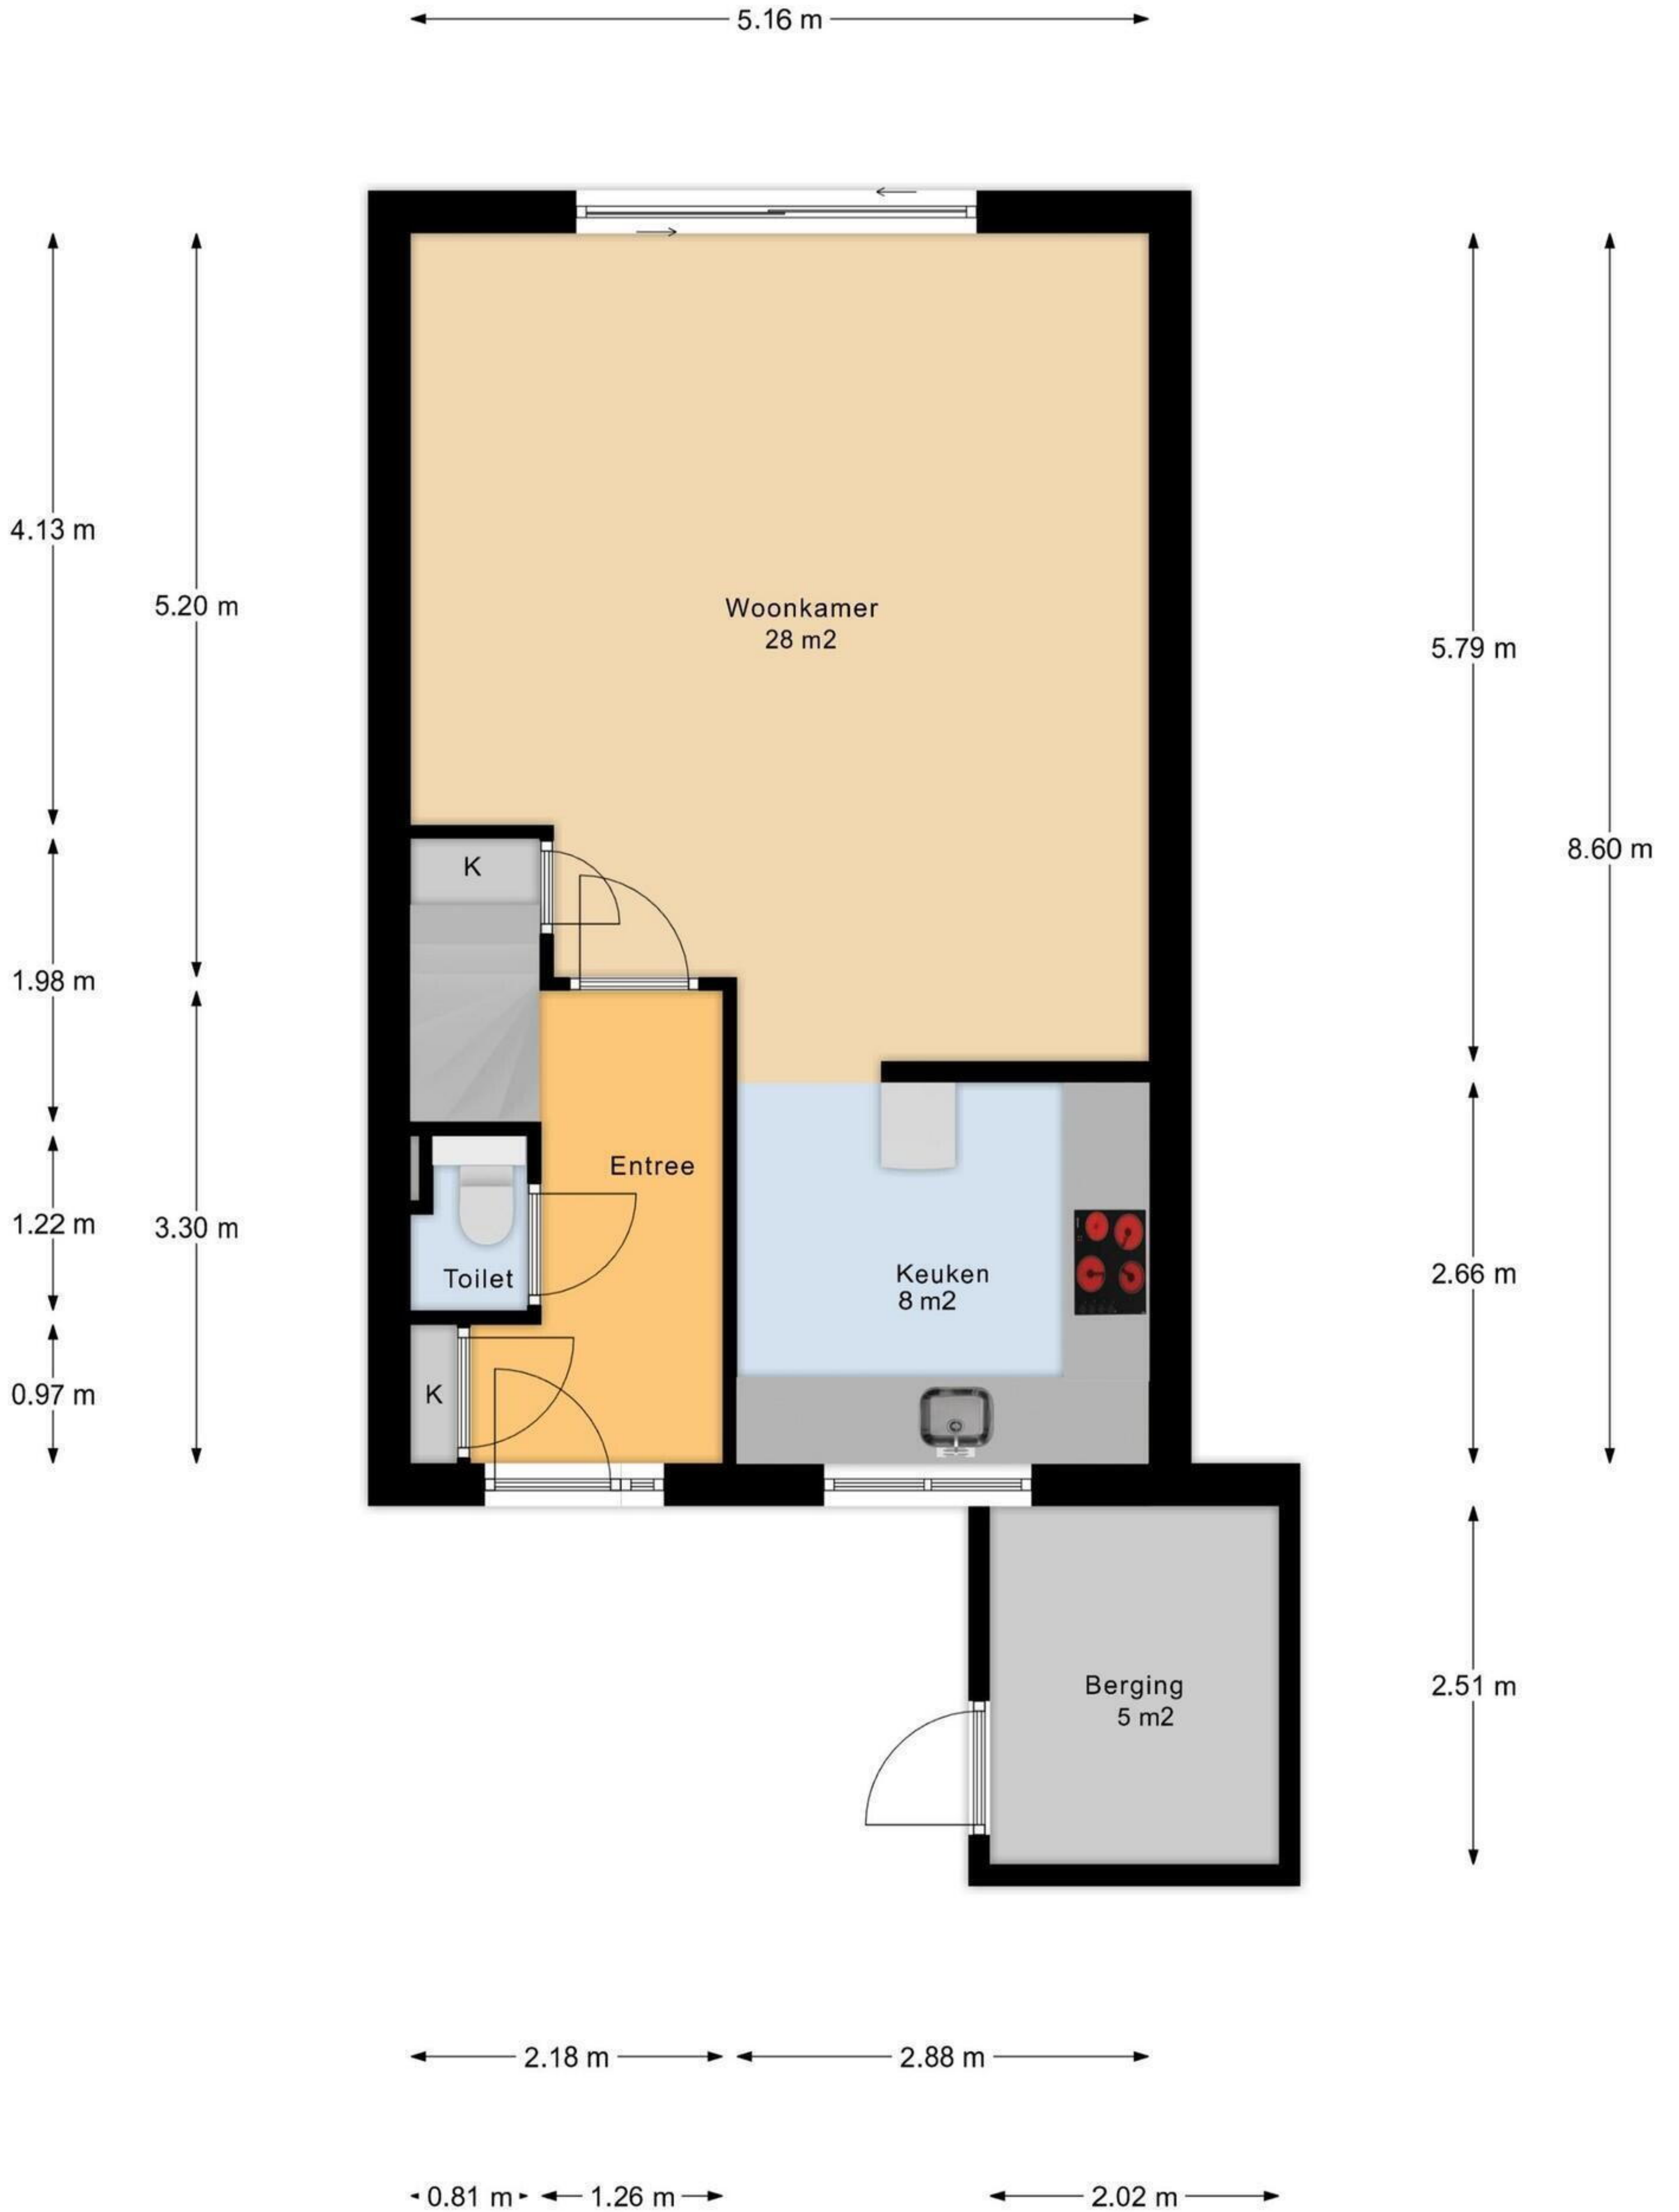 5.16 m
4.13 m
5.20 m
Woonkamer
28 m2
5.79 m
8.60 m
K
1.98 m
Entree
1.22 m
3.30 m
Toilet
Keuken
8 m2
2.66 m
K
0.97 m
Berging
5 m2
2.51 m
2.18 m
2.88 m
0.81 m
1.26 m
2.02 m